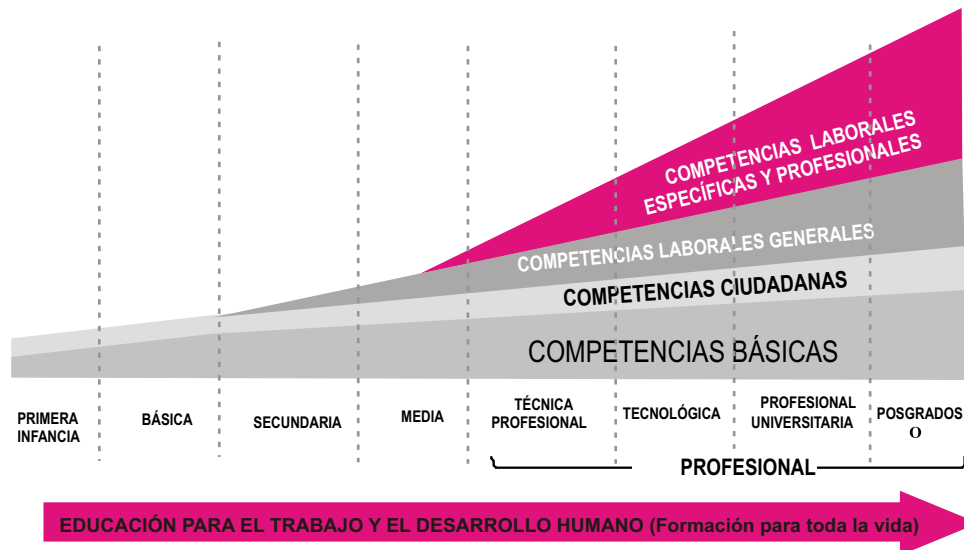 COMPETENCIAS LABORALES
ESPECÍFICAS Y PROFESIONALES
COMPETENCIAS LABORALES GENERALES
COMPETENCIAS CIUDADANAS
COMPETENCIAS BÁSICAS
PRIMERA
INFANCIA
BÁSICA
SECUNDARIA
MEDIA
TÉCNICA
PROFESIONAL
TECNOLÓGICA
PROFESIONAL
UNIVERSITARIA
POSGRADOS
O
PROFESIONAL
EDUCACIÓN PARA EL TRABAJO Y EL DESARROLLO HUMANO (Formación para toda la vida)